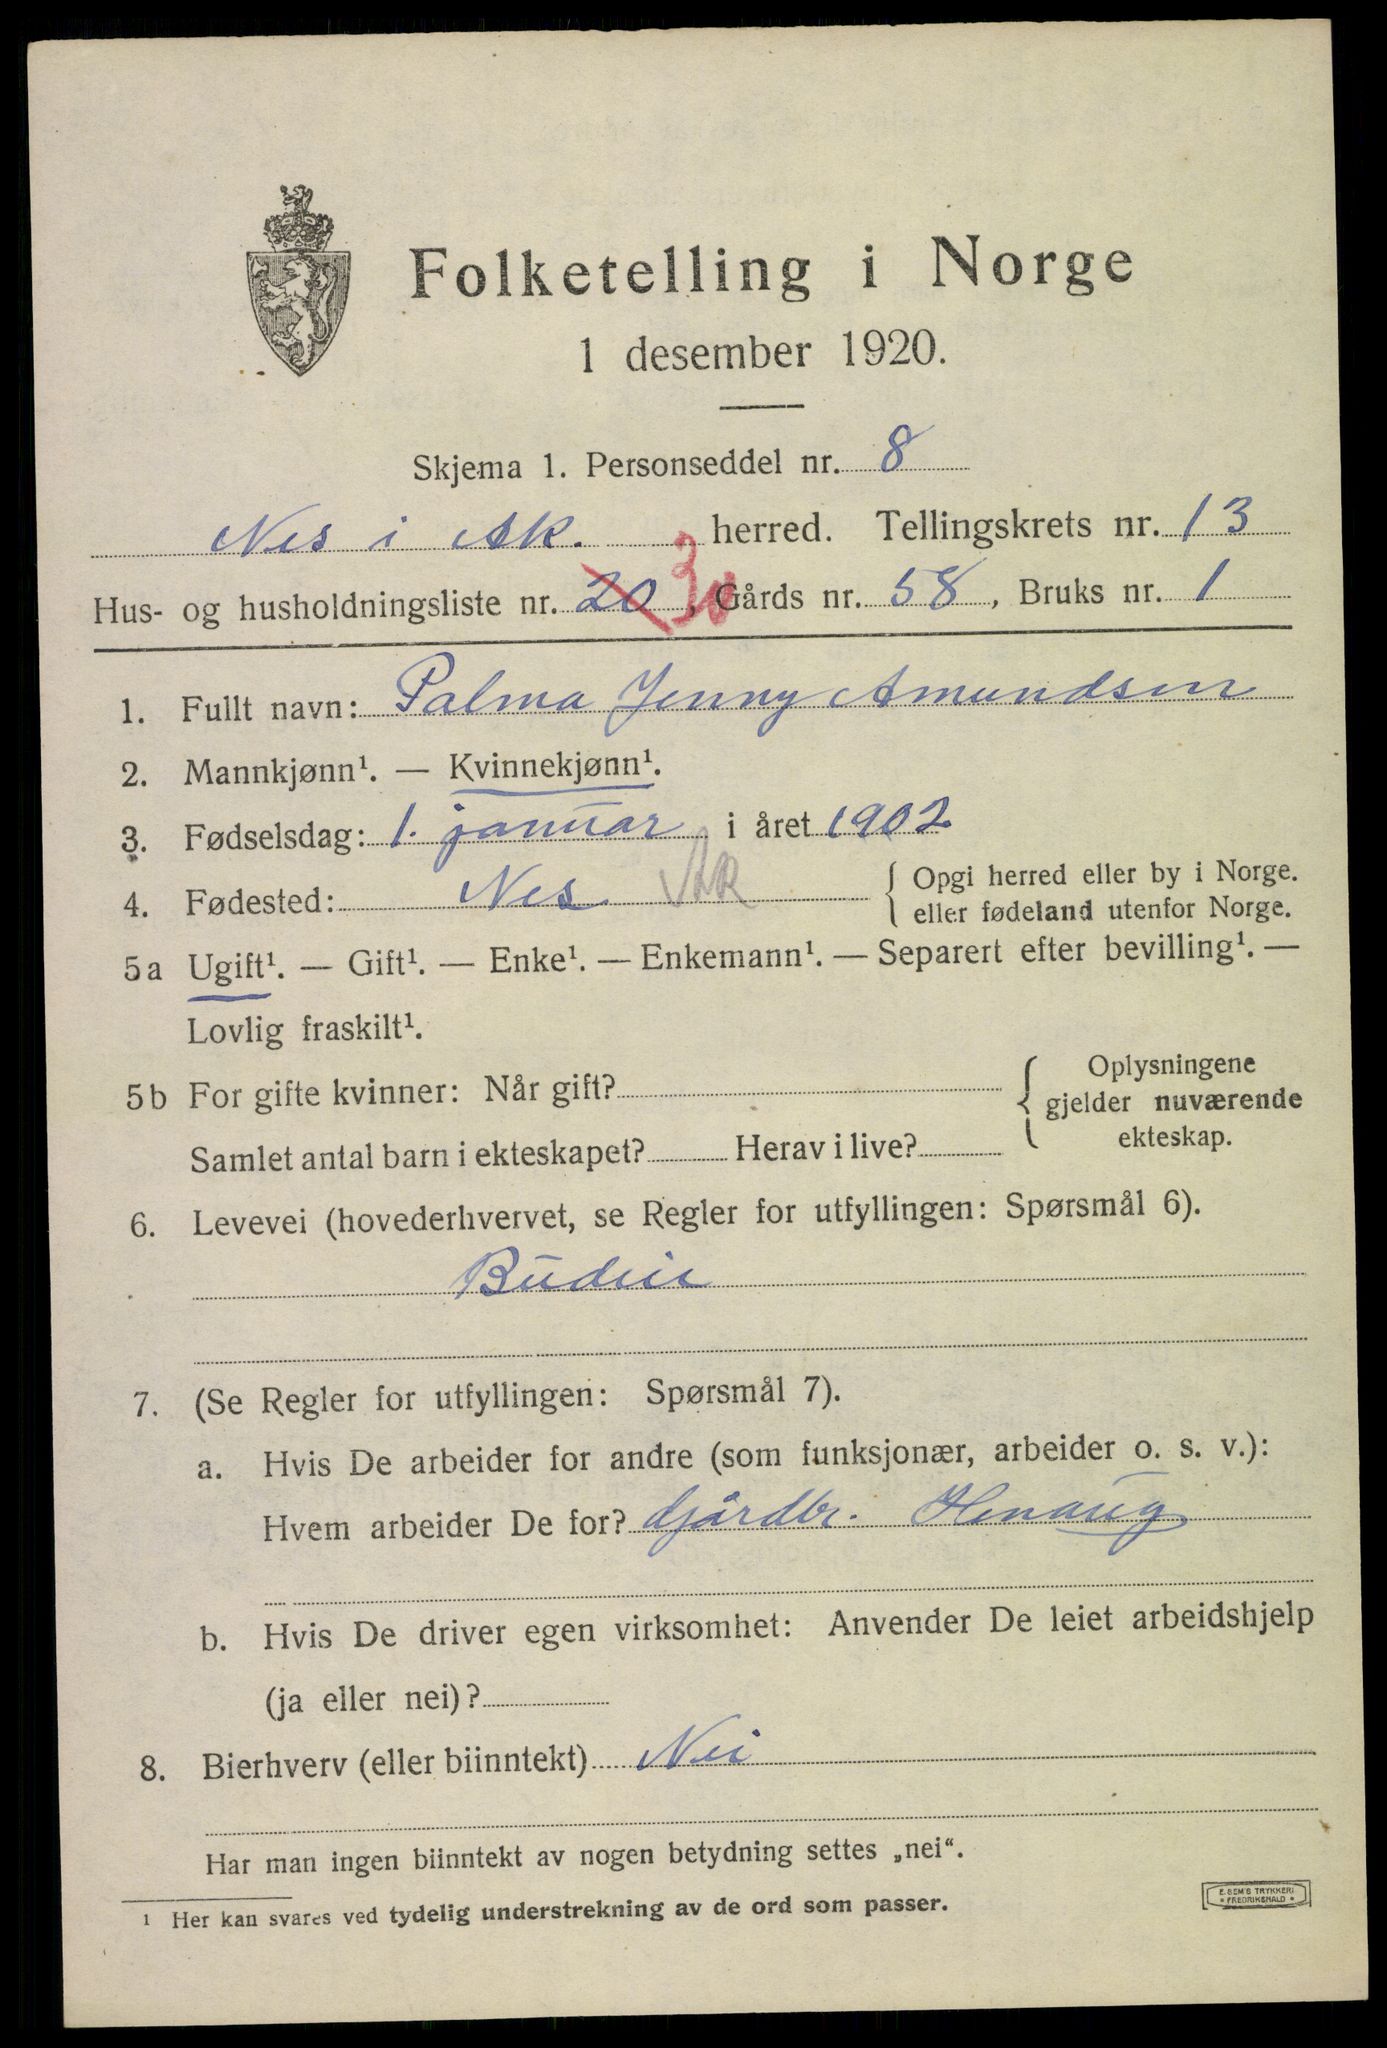 Folketelling i Norge
1 desember 1920.
Skjema 1. Personseddel nr. 8
Nes i Ak. herred. Tellingskrets nr. 13
Hus- og husholdningsliste nr. 20 30, Gårds nr. 58, Bruks nr. 1
1. Fullt navn: Palma Jenny Amundsen
2. Mannkjønn¹. — Kvinnekjønn¹.
3. Fødselsdag: 1. januar i året 1902
4. Fødested: Nes AK { Opgi herred eller by i Norge.
eller fødeland utenfor Norge.
5a Ugift¹. — Gift¹. — Enke¹. — Enkemann¹. — Separert efter bevilling¹. —
Lovlig fraskilt¹.
5b For gifte kvinner: Når gift? { Oplysningene
gjelder nuværende
Samlet antal barn i ekteskapet? Herav i live? ekteskap.
6. Levevei (hovederhvervet, se Regler for utfyllingen: Spørsmål 6).
Budeie
7. (Se Regler for utfyllingen: Spørsmål 7).
a. Hvis De arbeider for andre (som funksjonær, arbeider o. s. v.):
Hvem arbeider De for? Gjårdbr. Henaug
b. Hvis De driver egen virksomhet: Anvender De leiet arbeidshjelp
(ja eller nei)?
8. Bierhverv (eller biinntekt) Nei
Har man ingen biinntekt av nogen betydning settes „nei“.
1 Her kan svares ved tydelig understrekning av de ord som passer.
E. SEM'S TRYKKERI
* FREDRIKSHALD *